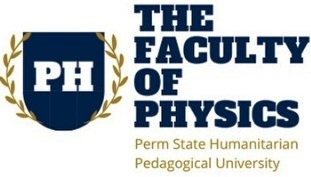 PH
THE
FACULTY
OF
PHYSICS
Perm State Humanitarian
Pedagogical University